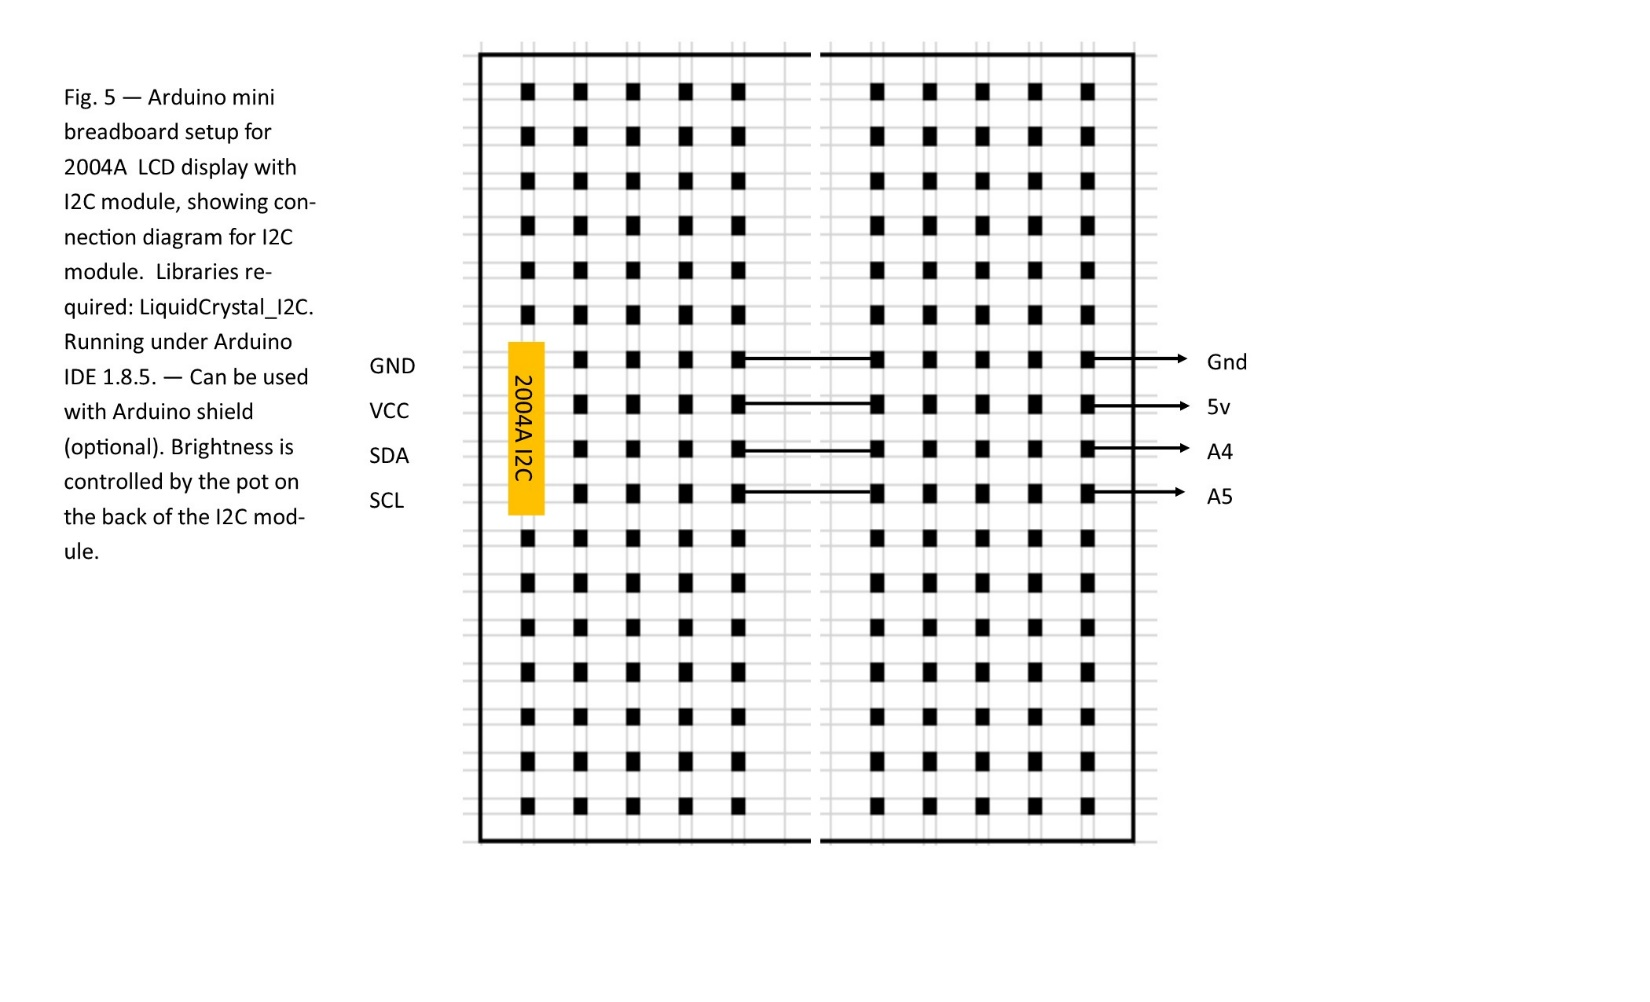 Fig. 5 — Arduino mini
breadboard setup for
2004A  LCD display with
I2C module, showing con-
nection diagram for I2C
module.  Libraries re-
quired: LiquidCrystal_I2C.
Running under Arduino
IDE 1.8.5. — Can be used
with Arduino shield
(optional). Brightness is
controlled by the pot on
the back of the I2C mod-
ule.
GND
VCC
SDA
SCL
2004A I2C
Gnd
5v
A4
A5